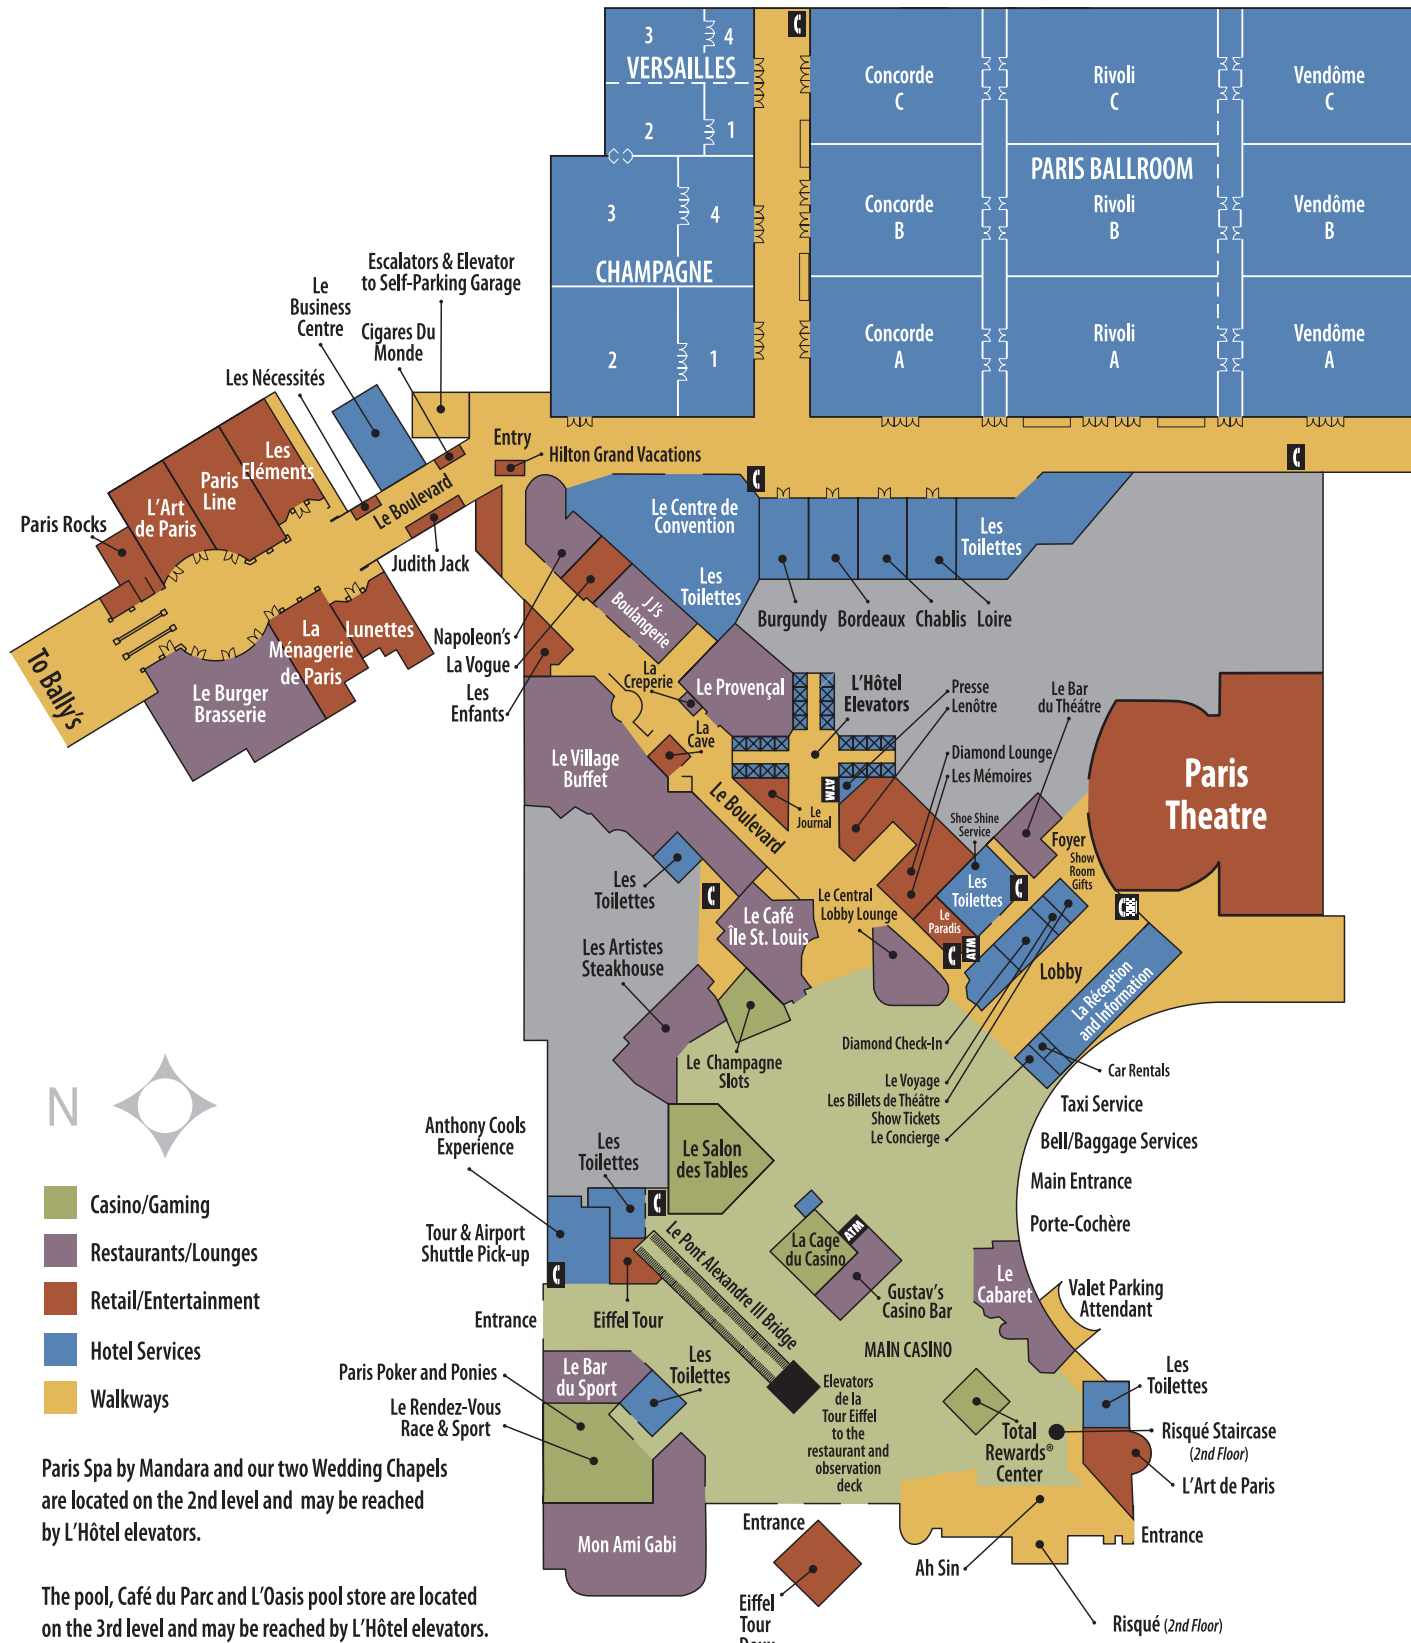 3
4
VERSAILLES
2
1
3
4
CHAMPAGNE
2
1
Concorde
C
Rivoli
C
Vendôme
C
PARIS BALLROOM
Concorde
B
Rivoli
B
Vendôme
B
Concorde
A
Rivoli
A
Vendôme
A
Escalators & Elevator
to Self-Parking Garage
Le
Business
Centre
Cigares Du
Monde
Les Nécessités
Entry
Hilton Grand Vacations
Les
Eléments
Paris
Line
L'Art
de Paris
Paris Rocks
Le Boulevard
Judith Jack
Le Centre de
Convention
Les
Toilettes
Les
Toilettes
Burgundy
Bordeaux
Chablis
Loire
JJ's
Boulangerie
Napoleon's
La Vogue
Les
Enfants
Lunettes
La
Ménagerie
de Paris
Le Burger
Brasserie
To Bally's
La
Creperie
Le Provençal
L'Hôtel
Elevators
Presse
Lenôtre
Le Bar
du Théâtre
Diamond Lounge
Les Mémoires
Paris
Theatre
La
Cave
Le Village
Buffet
Le Boulevard
ATM
Le
Journal
Shoe Shine
Service
Foyer
Show
Room
Gifts
Les
Toilettes
Les
Toilettes
Le Central
Lobby Lounge
Le
Paradis
ATM
Le Café
Île St. Louis
Les Artistes
Steakhouse
Lobby
La Réception
and Information
Diamond Check-In
Le Champagne
Slots
Le Voyage
Les Billets de Théâtre
Show Tickets
Le Concierge
Car Rentals
Taxi Service
Bell/Baggage Services
Main Entrance
Porte-Cochère
N
Anthony Cools
Experience
Les
Toilettes
Le Salon
des Tables
Casino/Gaming
Restaurants/Lounges
Retail/Entertainment
Hotel Services
Walkways
Tour & Airport
Shuttle Pick-up
Le Pont Alexandre III Bridge
La Cage
du Casino
ATM
Gustav's
Casino Bar
Le
Cabaret
Valet Parking
Attendant
Entrance
Eiffel Tour
MAIN CASINO
Paris Poker and Ponies
Le Bar
du Sport
Les
Toilettes
Le Rendez-Vous
Race & Sport
Elevators
de la
Tour Eiffel
to the
restaurant and
observation
deck
Total
Rewards®
Center
Les
Toilettes
Risqué Staircase
(2nd Floor)
L'Art de Paris
Paris Spa by Mandara and our two Wedding Chapels
are located on the 2nd level and may be reached
by L'Hôtel elevators.
Mon Ami Gabi
Entrance
Entrance
Ah Sin
Eiffel
Tour
Risqué (2nd Floor)
The pool, Café du Parc and L'Oasis pool store are located
on the 3rd level and may be reached by L'Hôtel elevators.